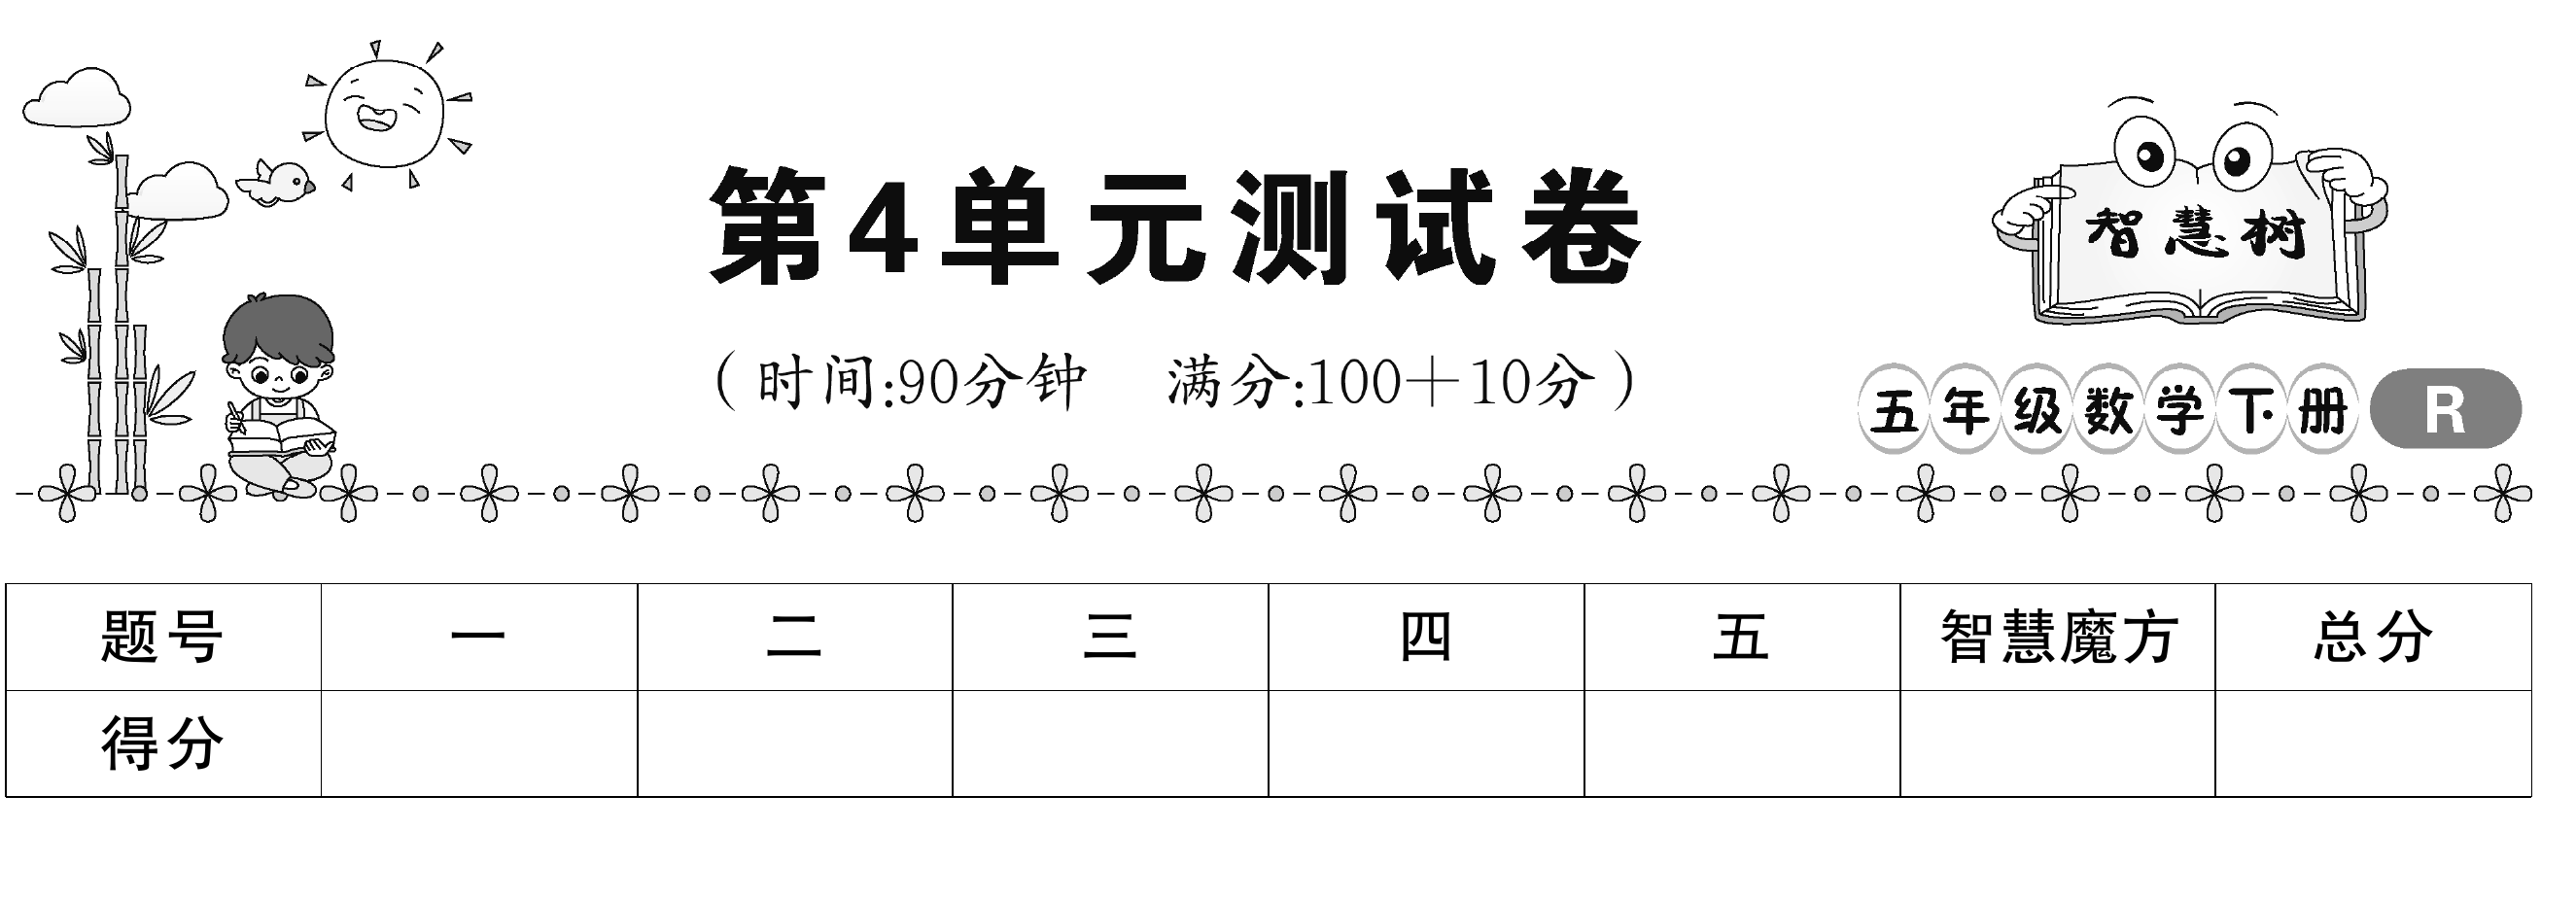 第4单元测试卷
智慧树
（时间:90分钟　满分:100＋10分）
五年级数学下册 R
题号 一 二 三 四 五 智慧魔方 总分
得分